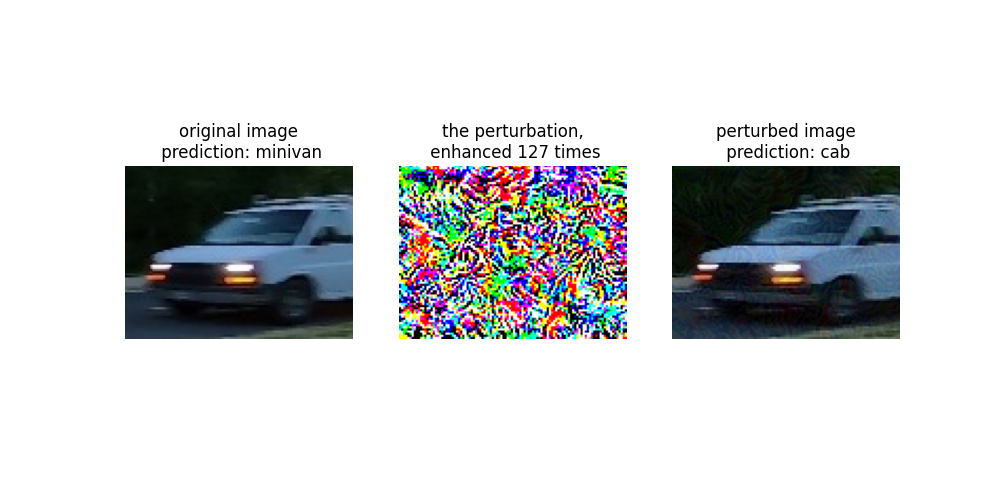 original image
prediction: minivan
the perturbation,
enhanced 127 times
perturbed image
prediction: cab